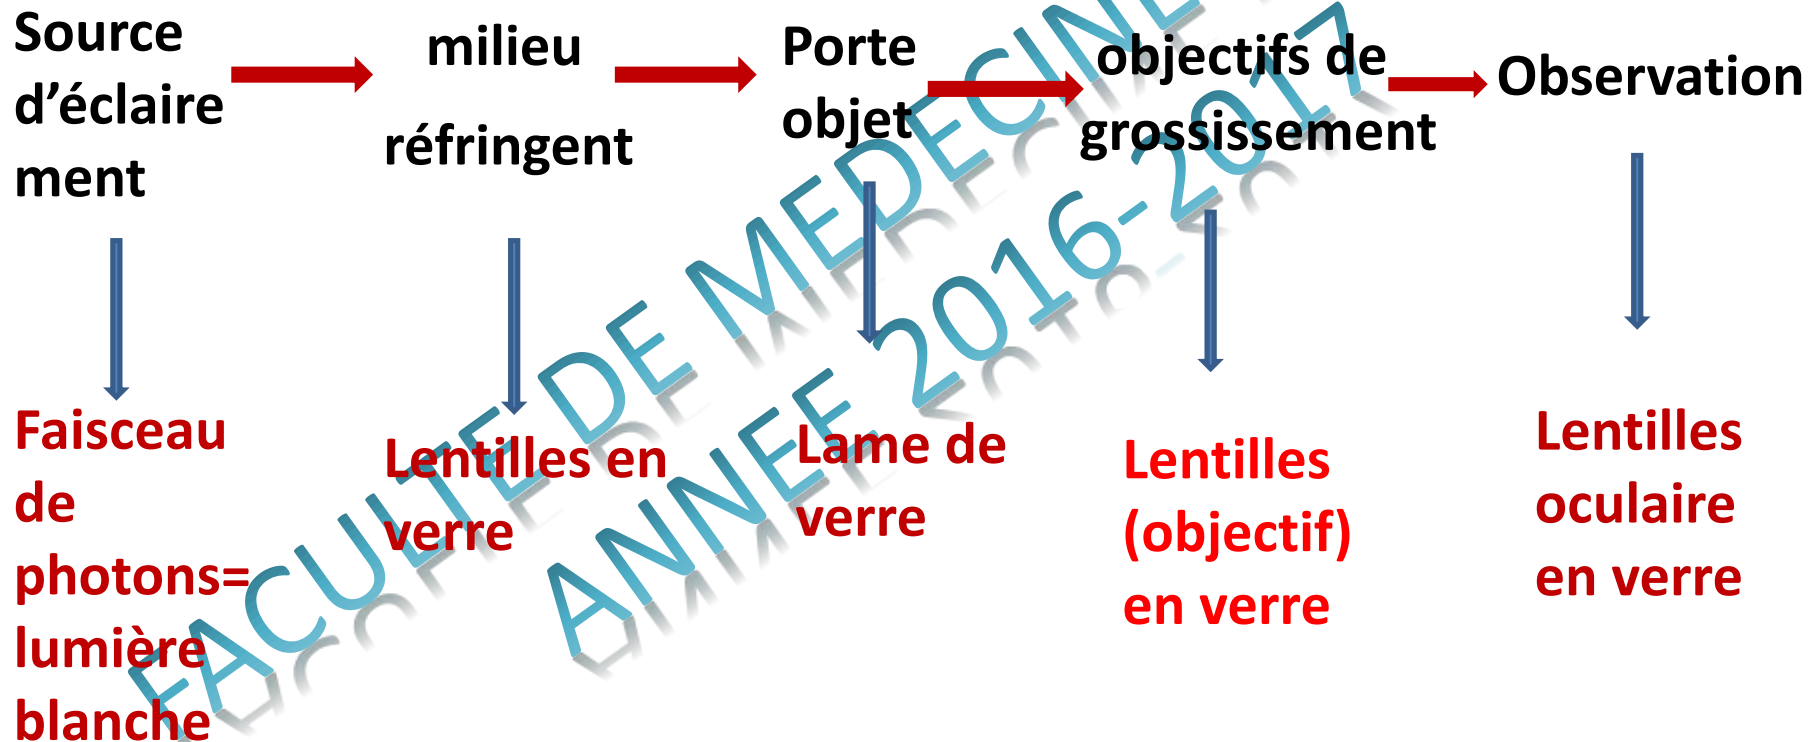 Source
d'éclaire
ment
milieu
réfringent
Porte
objet
objectifs de
grossissement
Observation
Faisceau
de
photons=
lumière
blanche
Lentilles en
verre
Lame de
verre
Lentilles
(objectif)
en verre
Lentilles
oculaire
en verre
FACULTE DE MEDECINE
ANNEE 2016-2017